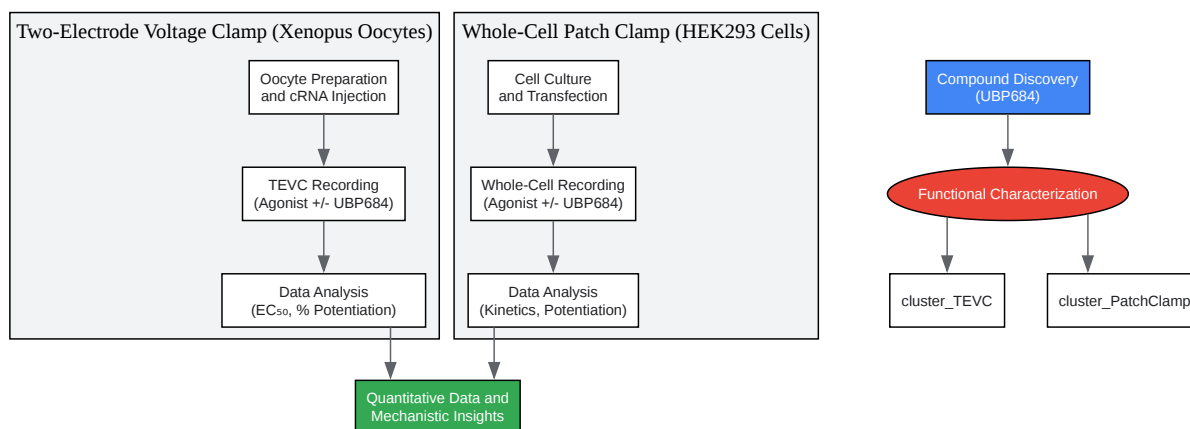 Two-Electrode Voltage Clamp (Xenopus Oocytes)
Oocyte Preparation
and cRNA Injection
TEVC Recording
(Agonist +/- UBP684)
Data Analysis
(EC₅₀, % Potentiation)
Whole-Cell Patch Clamp (HEK293 Cells)
Cell Culture
and Transfection
Whole-Cell Recording
(Agonist +/- UBP684)
Data Analysis
(Kinetics, Potentiation)
Quantitative Data and
Mechanistic Insights
Compound Discovery
(UBP684)
Functional Characterization
cluster_TEVC
cluster_PatchClamp